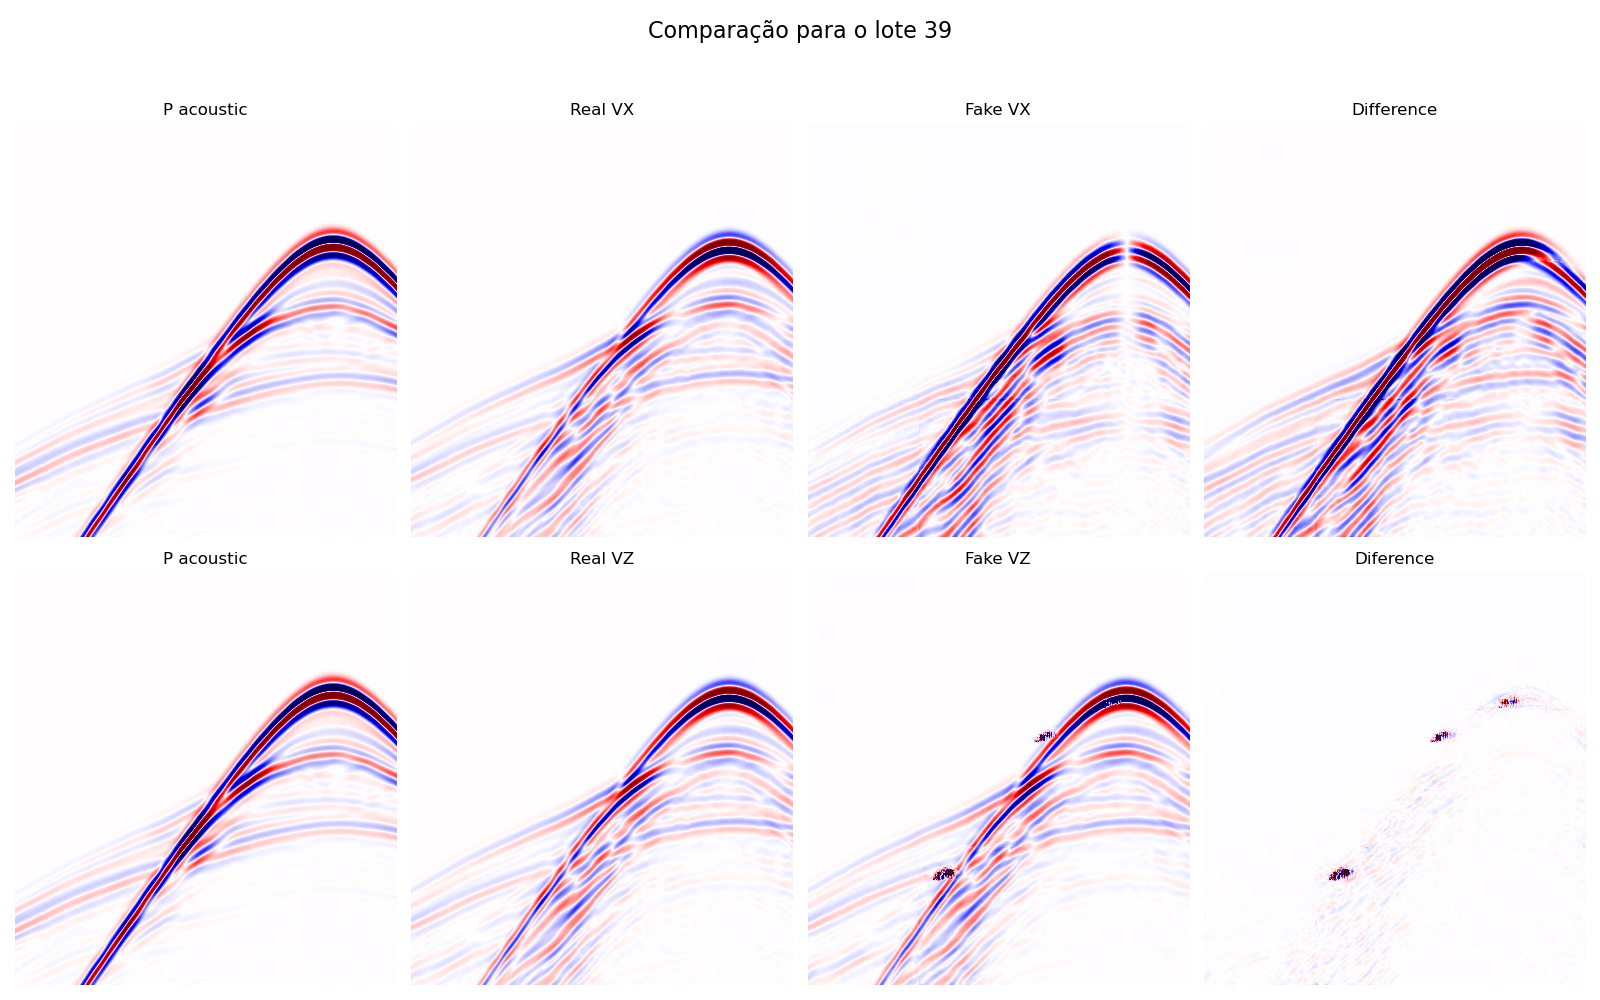 Comparação para o lote 39
P acoustic
Real VX
Fake VX
Difference
P acoustic
Real VZ
Fake VZ
Diference